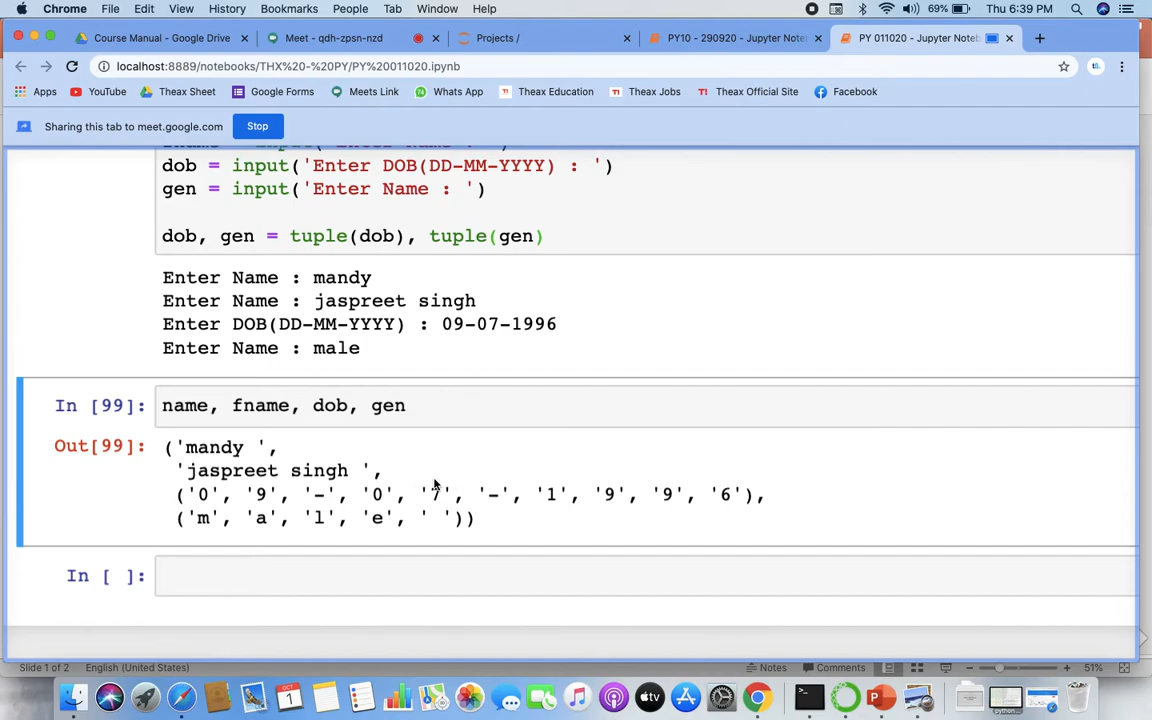 Chrome File Edit View History Bookmarks People Tab Window Help 69% Thu 6:39 PM
Course Manual - Google Drive Meet - qdh-zpsn-nzd Projects / PY10 - 290920 - Jupyter Note PY 011020 - Jupyter Notebook
localhost:8889/notebooks/THX%20-%20PY/PY%20011020.ipynb
Apps YouTube Theax Sheet Google Forms Meets Link Whats App Theax Education Theax Jobs Theax Official Site Facebook
Sharing this tab to meet.google.com Stop
dob = input('Enter DOB(DD-MM-YYYY) : ')
gen = input('Enter Name : ')
dob, gen = tuple(dob), tuple(gen)
Enter Name : mandy
Enter Name : jaspreet singh
Enter DOB(DD-MM-YYYY) : 09-07-1996
Enter Name : male
In [99]: name, fname, dob, gen
Out[99]: ('mandy ',
'jaspreet singh ',
('0', '9', '-', '0', '7', '-', '1', '9', '9', '6'),
('m', 'a', 'l', 'e', ' '))
In [ ]:
Slide 1 of 2 English (United States) Notes Comments 51%